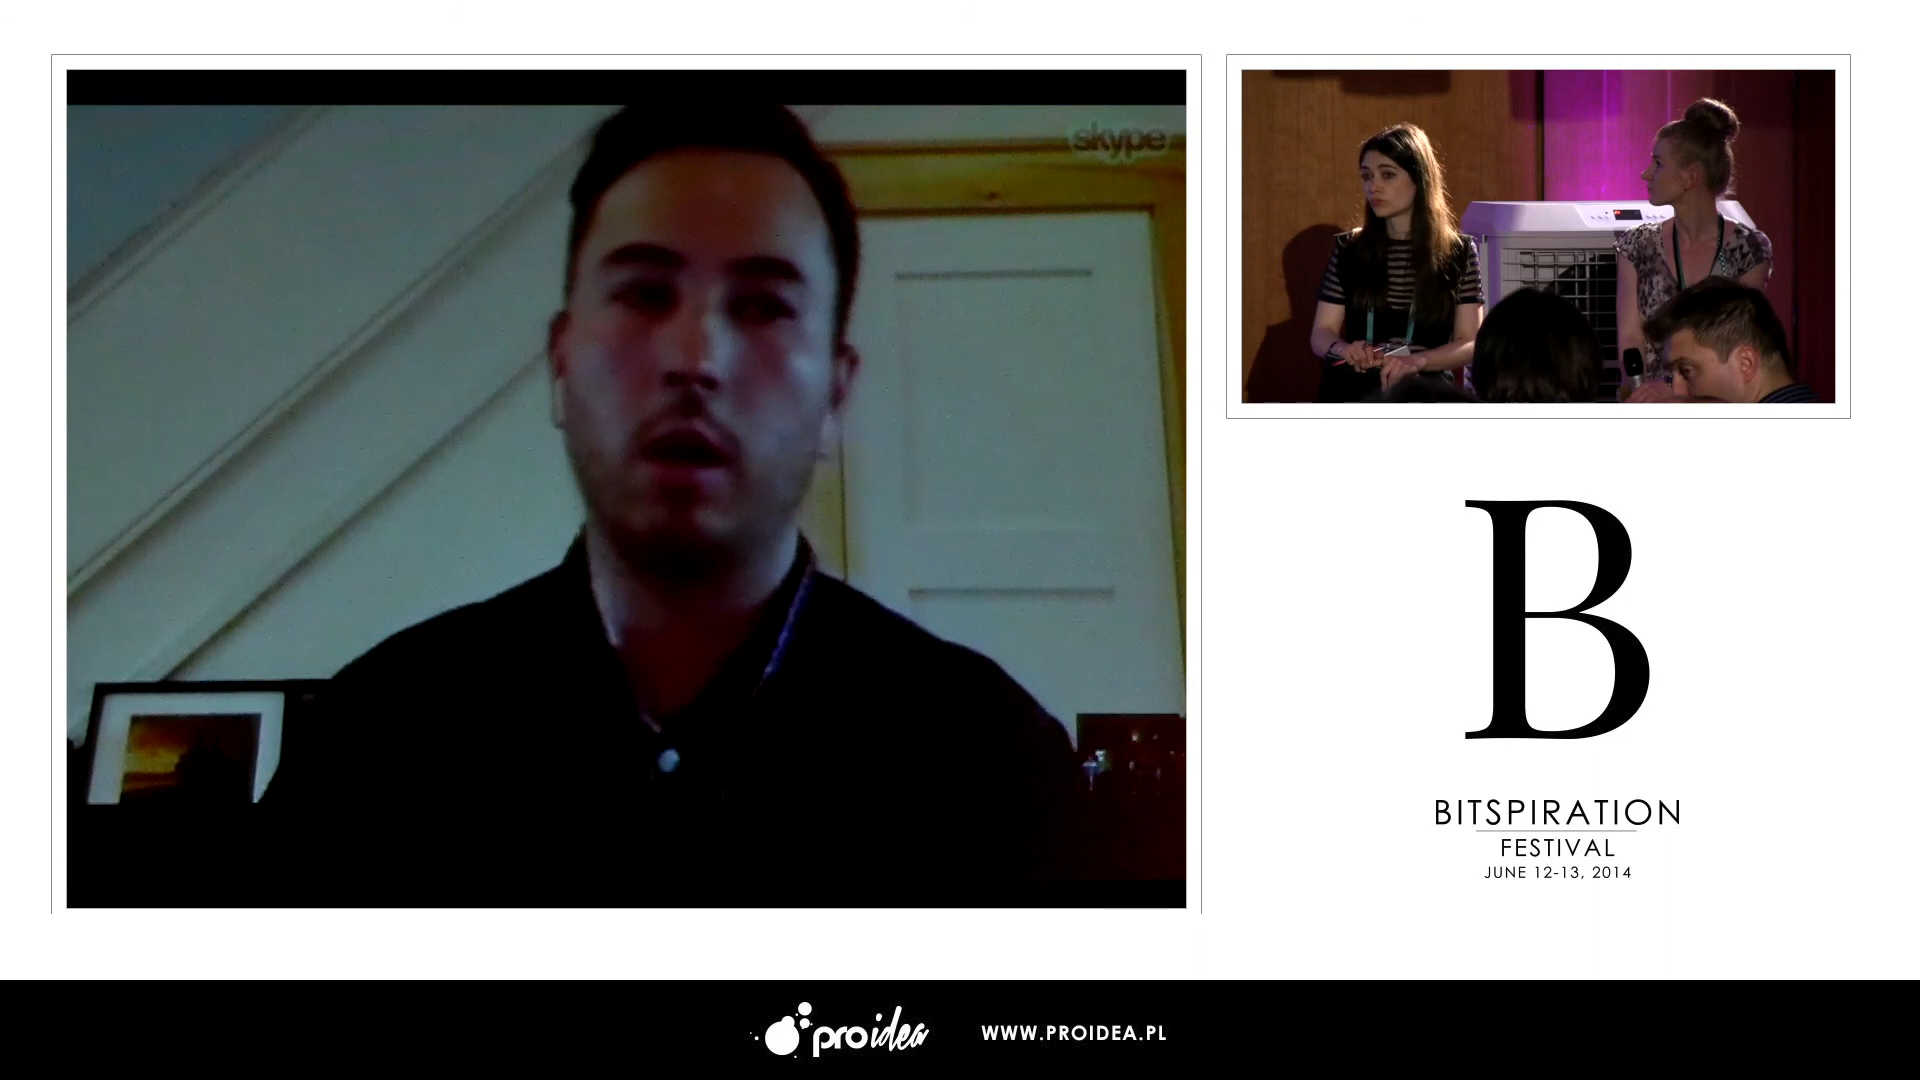 skype
B
BITSPIRATION
FESTIVAL
JUNE 12-13, 2014
proidea
WWW.PROIDEA.PL